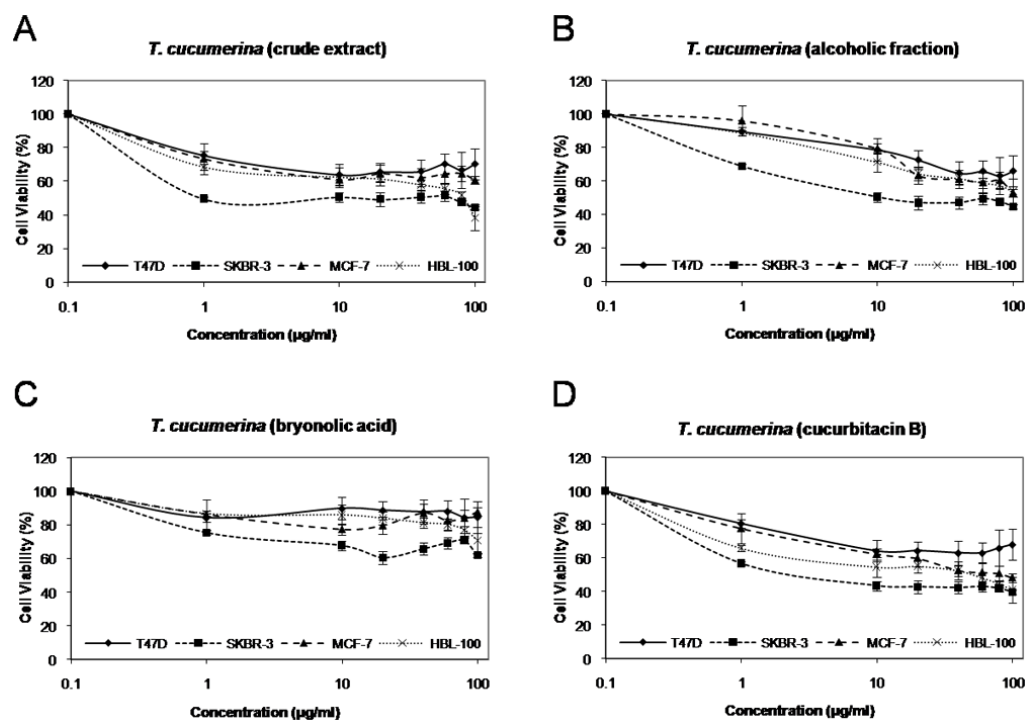 A
T. cucumerina (crude extract)
120
100
80
60
40
20
0
Cell Viability (%)
T47D SKBR-3 MCF-7 HBL-100
0.1 1 10 100
Concentration (µg/ml)
B
T. cucumerina (alcoholic fraction)
120
100
80
60
40
20
0
Cell Viability (%)
T47D SKBR-3 MCF-7 HBL-100
0.1 1 10 100
Concentration (µg/ml)
C
T. cucumerina (bryonolic acid)
120
100
80
60
40
20
0
Cell Viability (%)
T47D SKBR-3 MCF-7 HBL-100
0.1 1 10 100
Concentration (µg/ml)
D
T. cucumerina (cucurbitacin B)
120
100
80
60
40
20
0
Cell Viability (%)
T47D SKBR-3 MCF-7 HBL-100
0.1 1 10 100
Concentration (µg/ml)